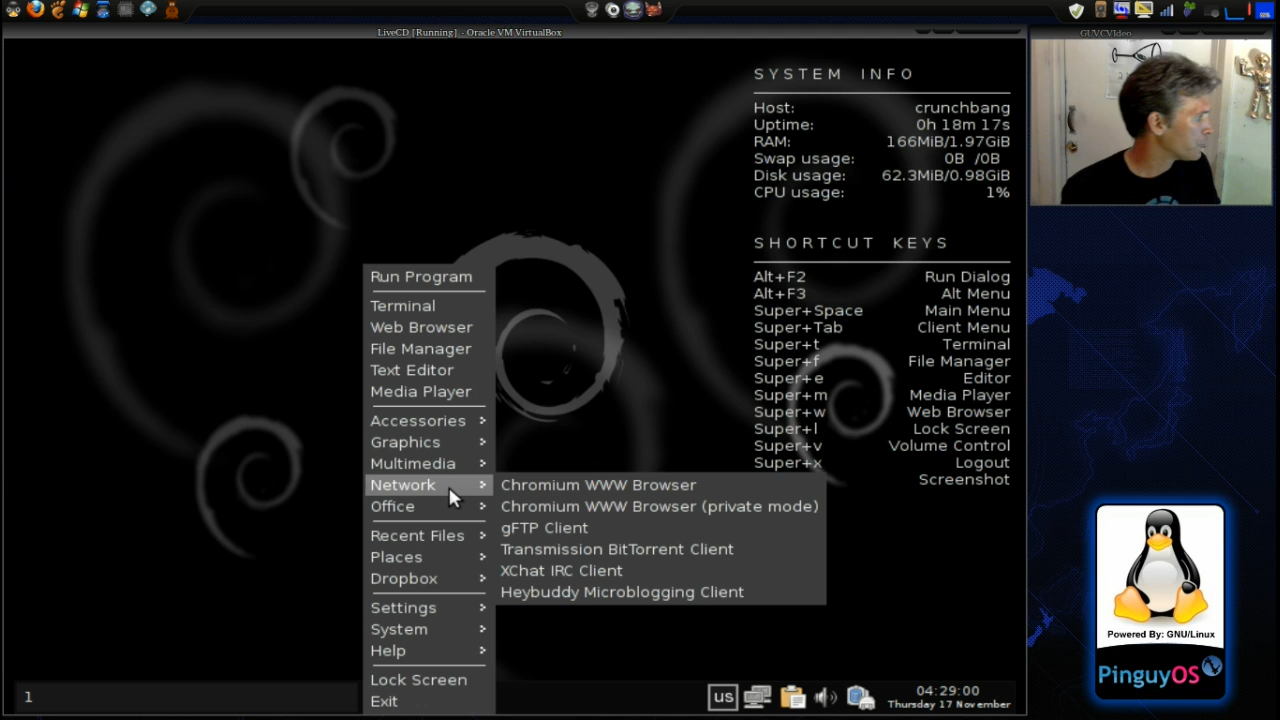 LiveCD [Running] - Oracle VM VirtualBox
GUVCVIdeo
SYSTEM INFO
Host: crunchbang
Uptime: 0h 18m 17s
RAM: 166MiB/1.97GiB
Swap usage: 0B /0B
Disk usage: 62.3MiB/0.98GiB
CPU usage: 1%
SHORTCUT KEYS
Alt+F2 Run Dialog
Alt+F3 Alt Menu
Super+Space Main Menu
Super+Tab Client Menu
Super+t Terminal
Super+f File Manager
Super+e Editor
Super+m Media Player
Super+w Web Browser
Super+l Lock Screen
Super+v Volume Control
Super+x Logout
Screenshot
Run Program
Terminal
Web Browser
File Manager
Text Editor
Media Player
Accessories
Graphics
Multimedia
Network
Office
Recent Files
Places
Dropbox
Settings
System
Help
Lock Screen
Exit
Chromium WWW Browser
Chromium WWW Browser (private mode)
gFTP Client
Transmission BitTorrent Client
XChat IRC Client
Heybuddy Microblogging Client
Powered By: GNU/Linux
PinguyOS
1
us
04:29:00
Thursday 17 November